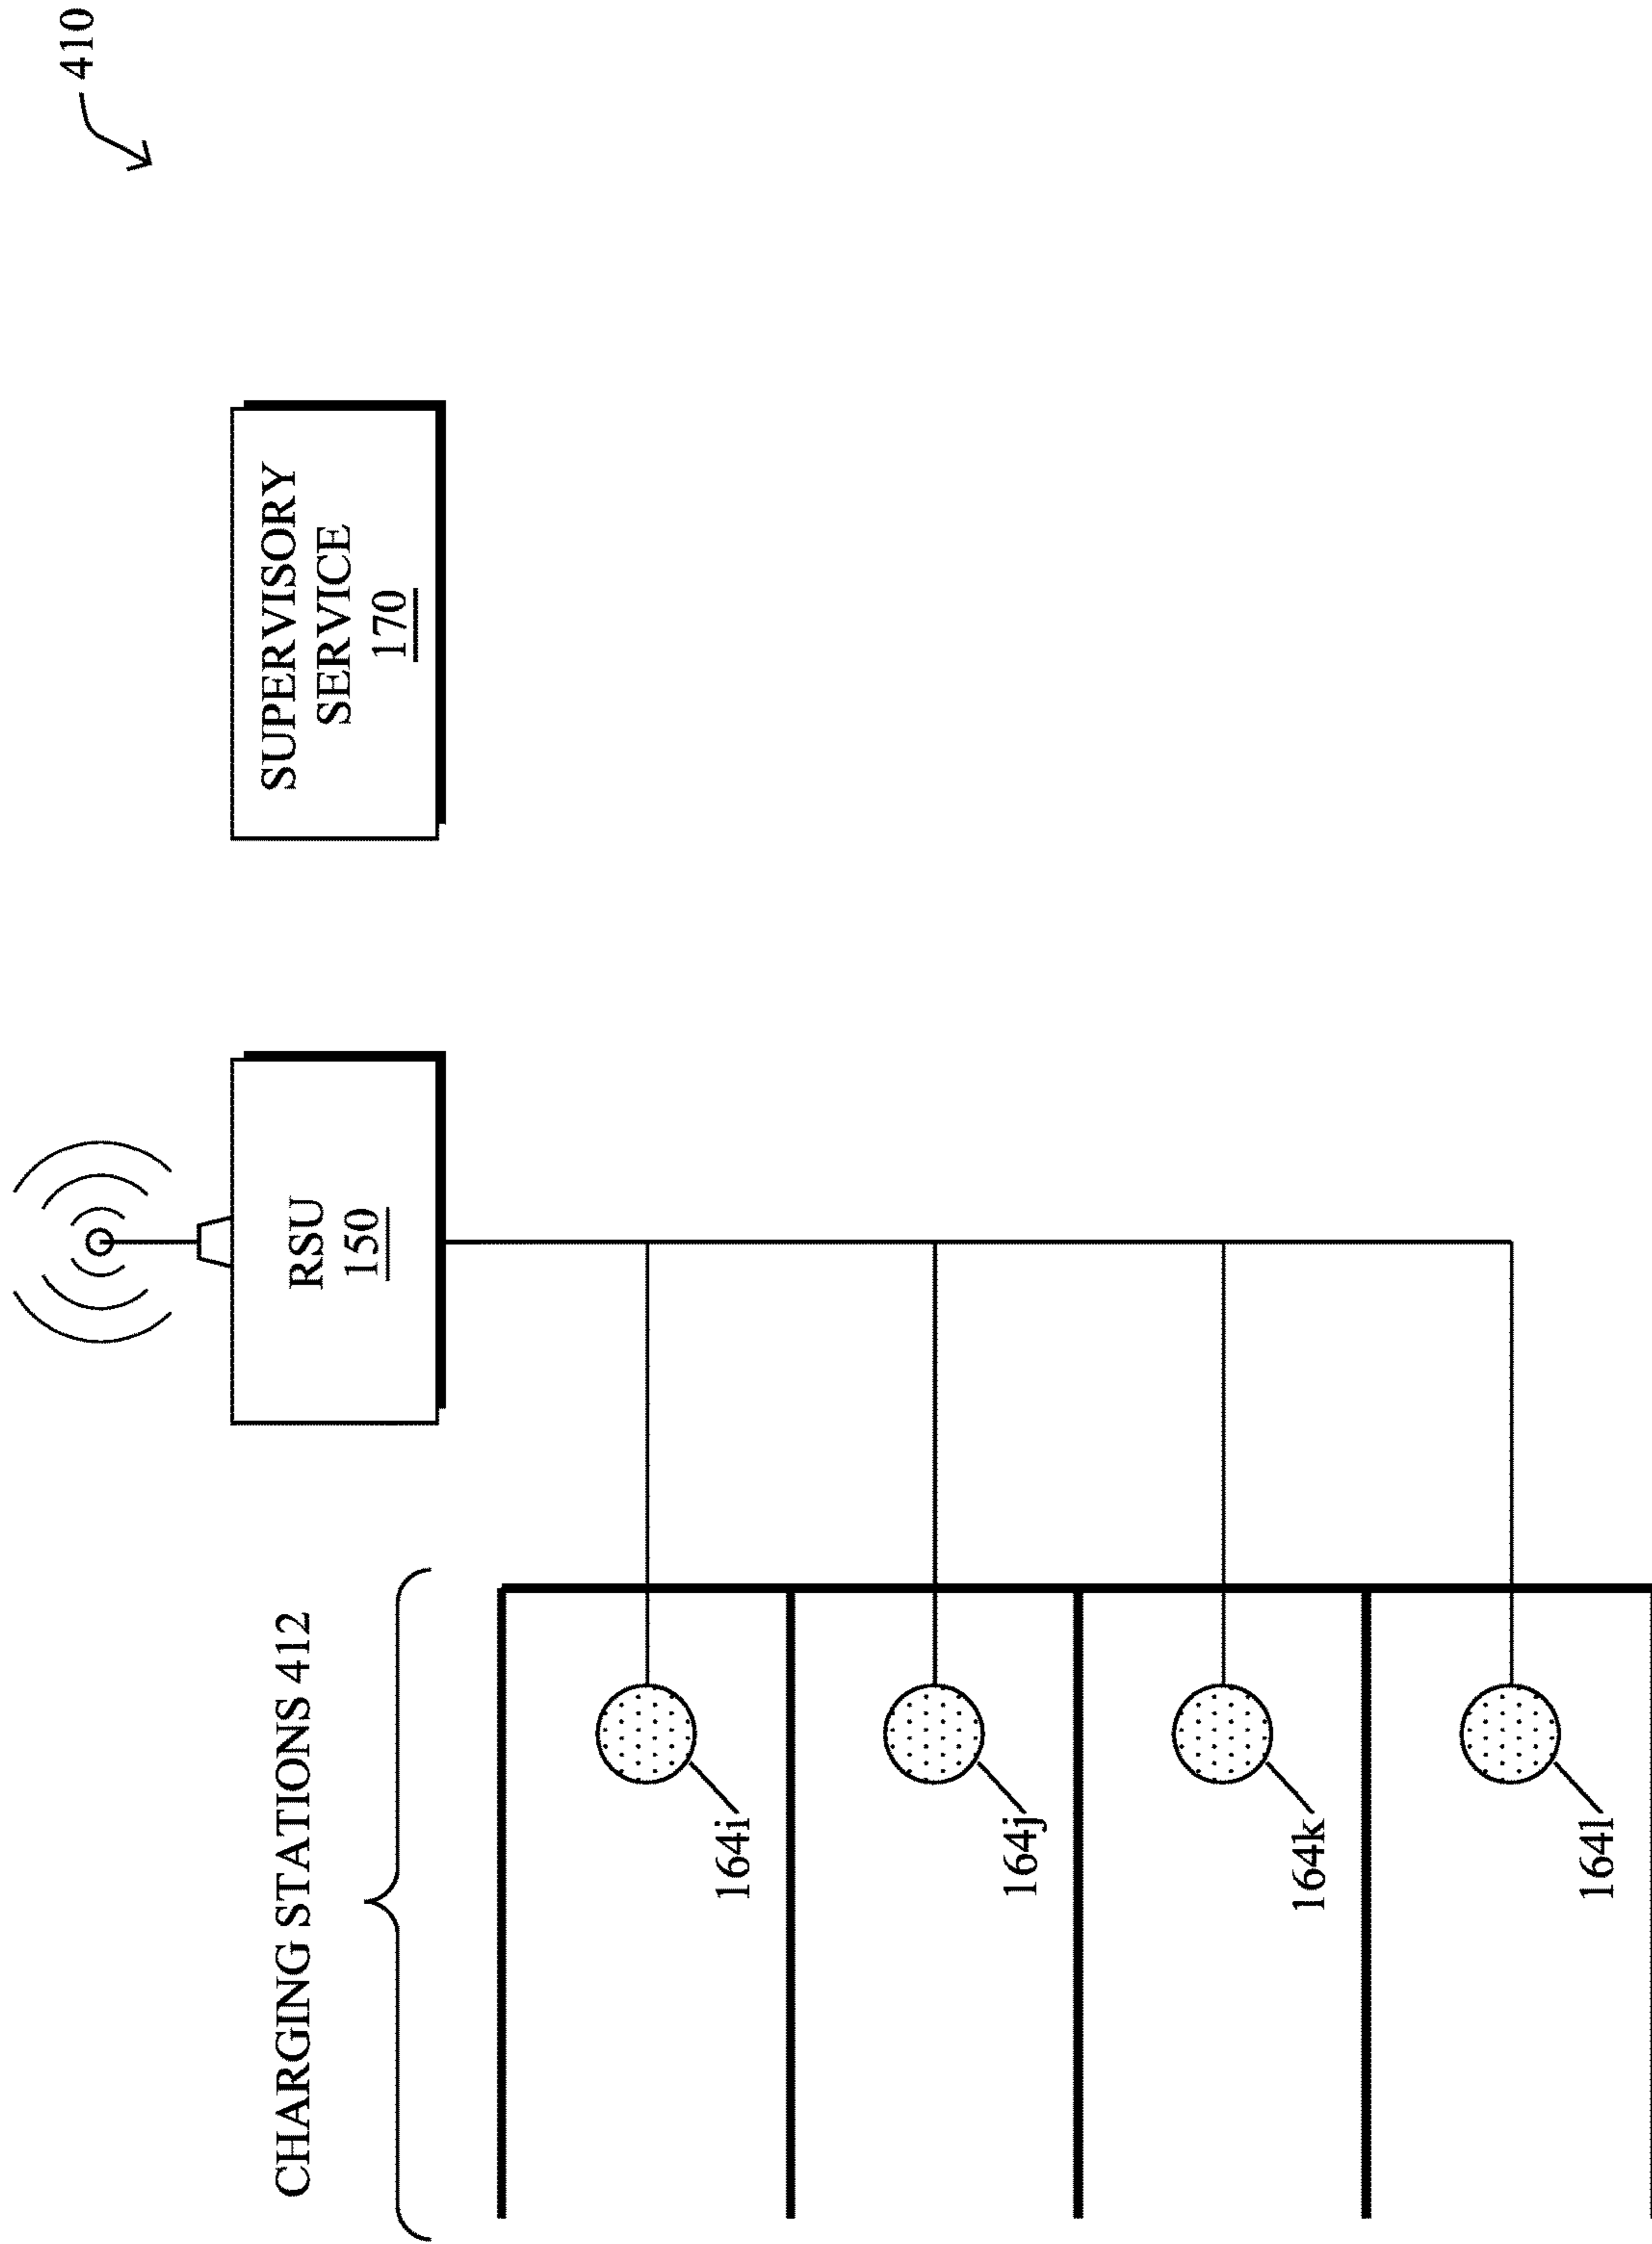 410
SUPERVISORY
SERVICE
170
RSU
150
CHARGING STATIONS 412
164i
164j
164k
164l